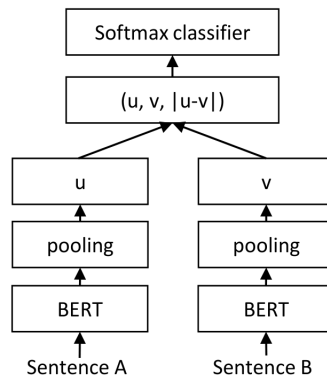 Softmax classifier
(u, v, |u-v|)
u
v
pooling
pooling
BERT
BERT
Sentence A
Sentence B